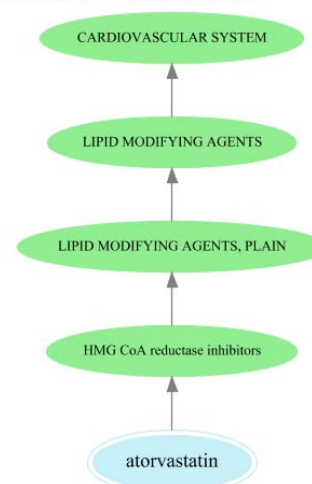 CARDIOVASCULAR SYSTEM
LIPID MODIFYING AGENTS
LIPID MODIFYING AGENTS, PLAIN
HMG CoA reductase inhibitors
atorvastatin